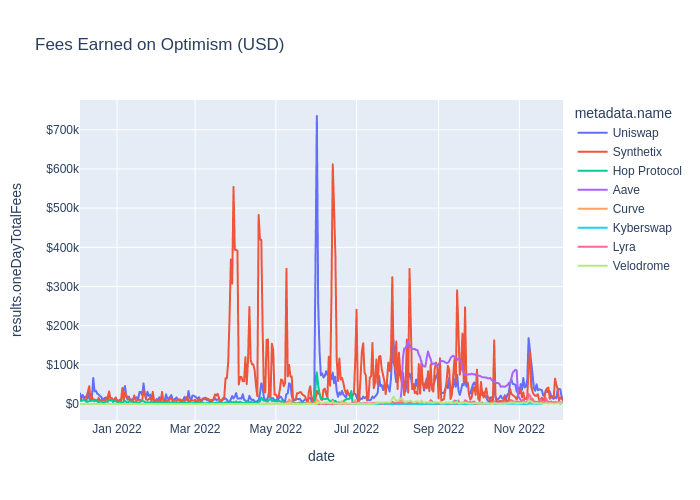 Fees Earned on Optimism (USD)
metadata.name
Uniswap
Synthetix
Hop Protocol
Aave
Curve
Kyberswap
Lyra
Velodrome
results.oneDayTotalFees
$700k
$600k
$500k
$400k
$300k
$200k
$100k
$0
Jan 2022
Mar 2022
May 2022
Jul 2022
Sep 2022
Nov 2022
date